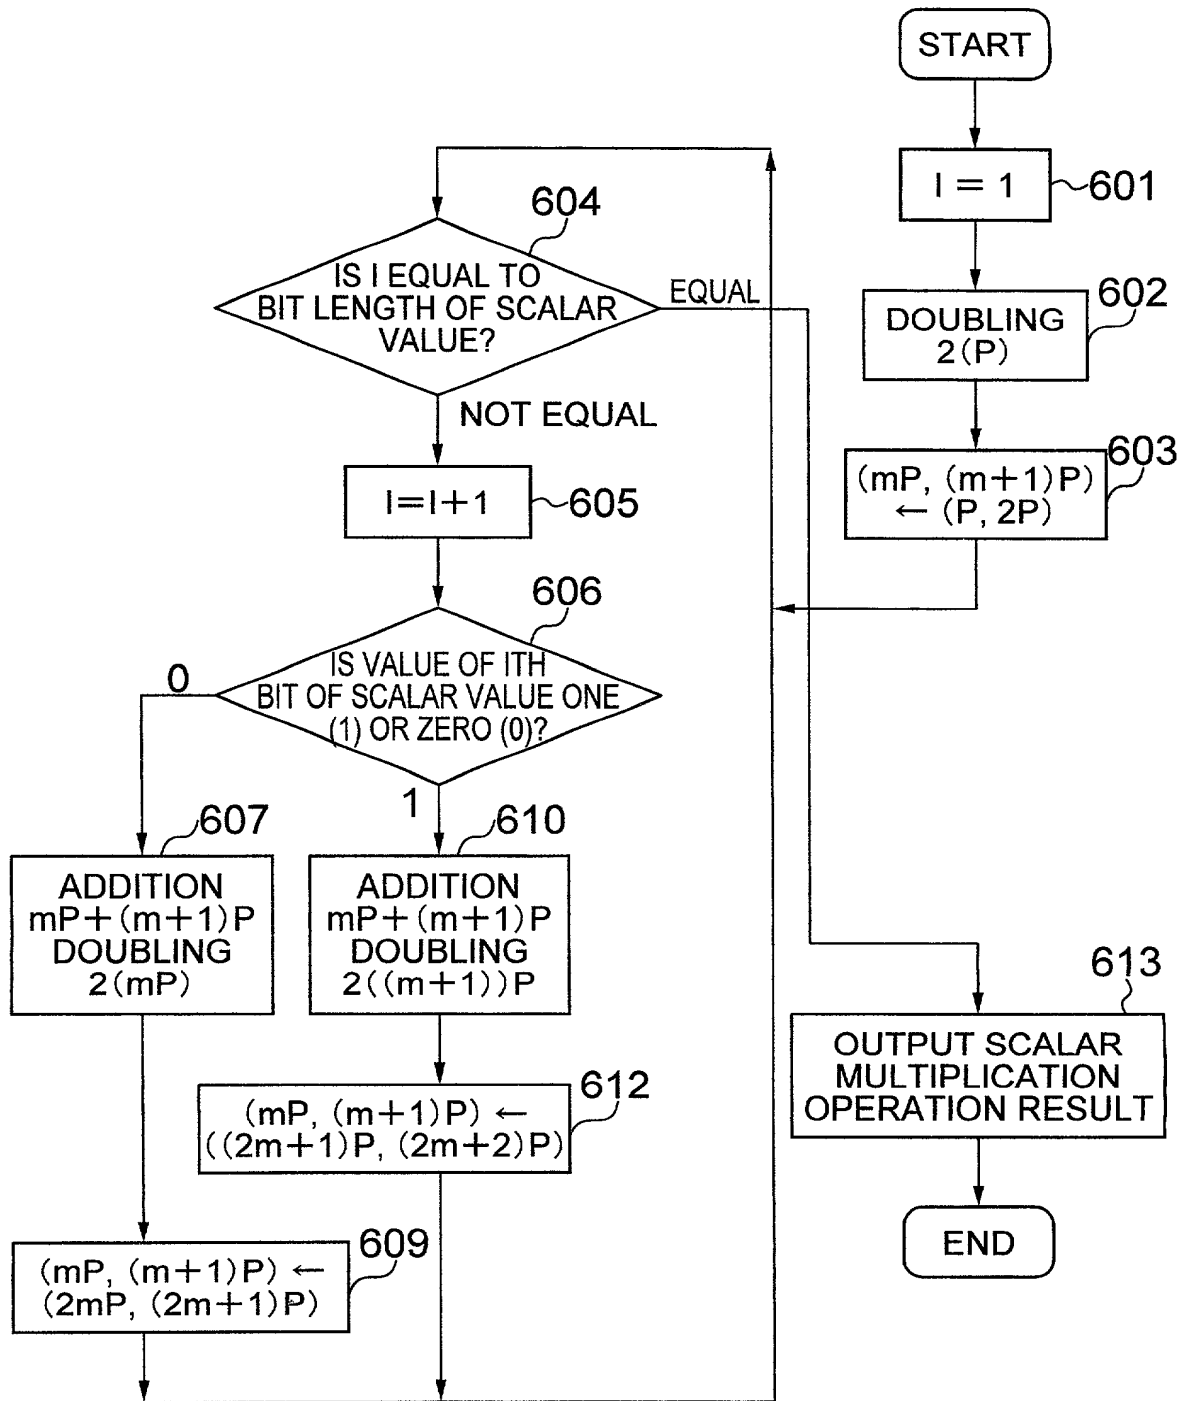 START
I = 1
601
DOUBLING
2(P)
602
(mP, (m+1)P)
← (P, 2P)
603
604
IS I EQUAL TO
BIT LENGTH OF SCALAR
VALUE?
EQUAL
NOT EQUAL
I=I+1
605
606
IS VALUE OF ITH
BIT OF SCALAR VALUE ONE
(1) OR ZERO (0)?
0
1
607
ADDITION
mP+(m+1)P
DOUBLING
2(mP)
610
ADDITION
mP+(m+1)P
DOUBLING
2((m+1))P
612
(mP, (m+1)P) ←
((2m+1)P, (2m+2)P)
609
(mP, (m+1)P) ←
(2mP, (2m+1)P)
613
OUTPUT SCALAR
MULTIPLICATION
OPERATION RESULT
END